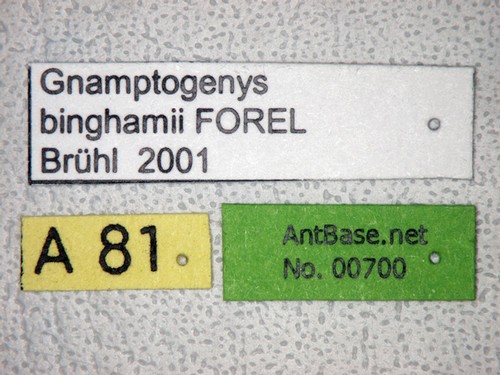 Gnamptogenys
binghamii FOREL
Brühl 2001
A 81
AntBase.net
No. 00700